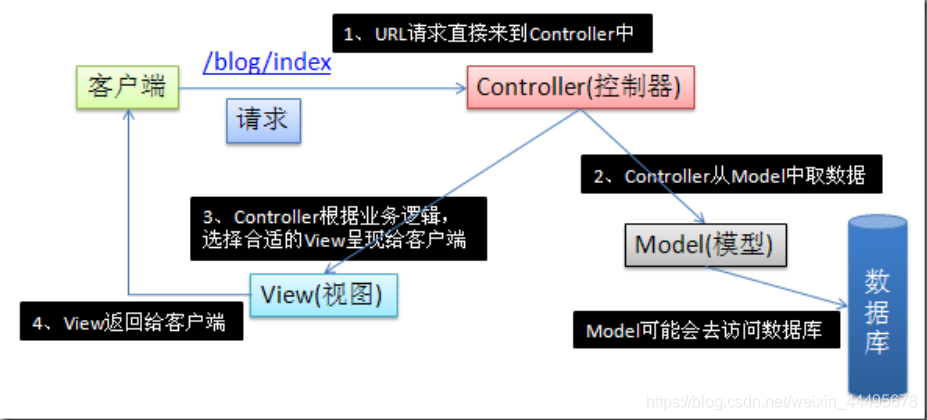 1、URL请求直接来到Controller中
/blog/index
客户端
Controller(控制器)
请求
2、Controller从Model中取数据
3、Controller根据业务逻辑，
选择合适的View呈现给客户端
Model(模型)
数
据
库
View(视图)
4、View返回给客户端
Model可能会去访问数据库
https://blog.csdn.net/weixin_44495678